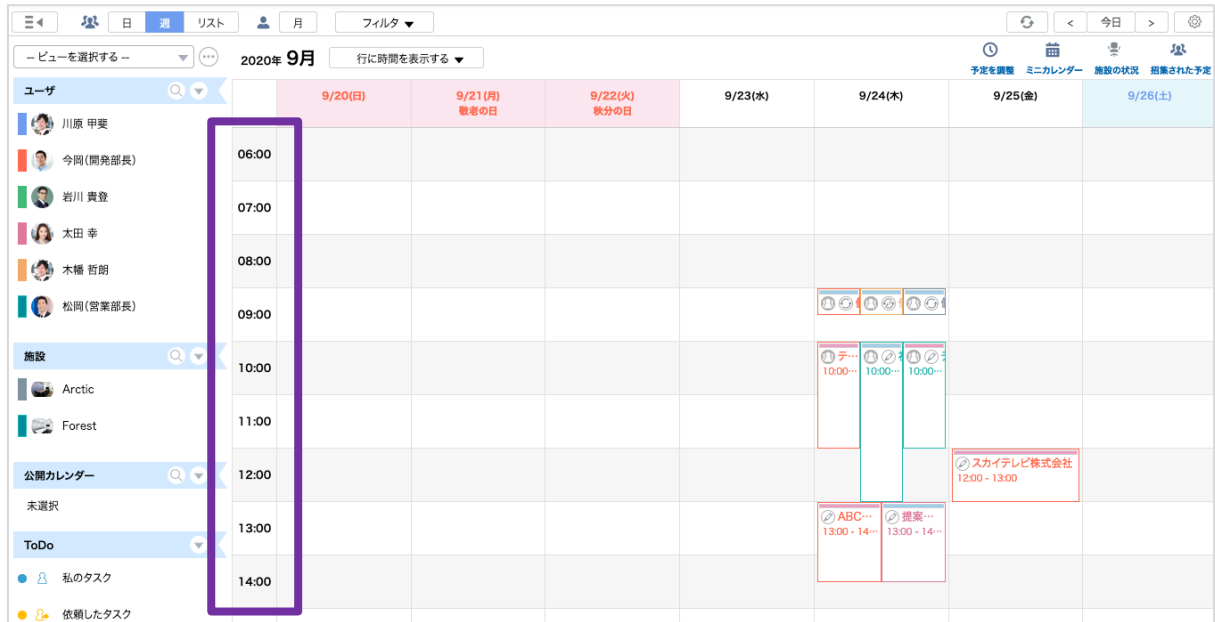 日 週 リスト 月 フィルタ ▼ < 今日 >
-- ビューを選択する -- 2020年 9月 行に時間を表示する ▼ 予定を調整 ミニカレンダー 施設の状況 招集された予定
ユーザ
川原 甲斐
今岡(開発部長)
岩川 貴登
太田 幸
木幡 哲朗
松岡(営業部長)
施設
Arctic
Forest
公開カレンダー
未選択
ToDo
私のタスク
依頼したタスク
9/20(日) 9/21(月) 9/22(火) 9/23(水) 9/24(木) 9/25(金) 9/26(土)
敬老の日 秋分の日
06:00
07:00
08:00
09:00
10:00
テ…
10:00… 10:00… 10:00…
11:00
12:00
スカイテレビ株式会社
12:00 - 13:00
13:00
ABC… 提案…
13:00 - 14… 13:00 - 14…
14:00